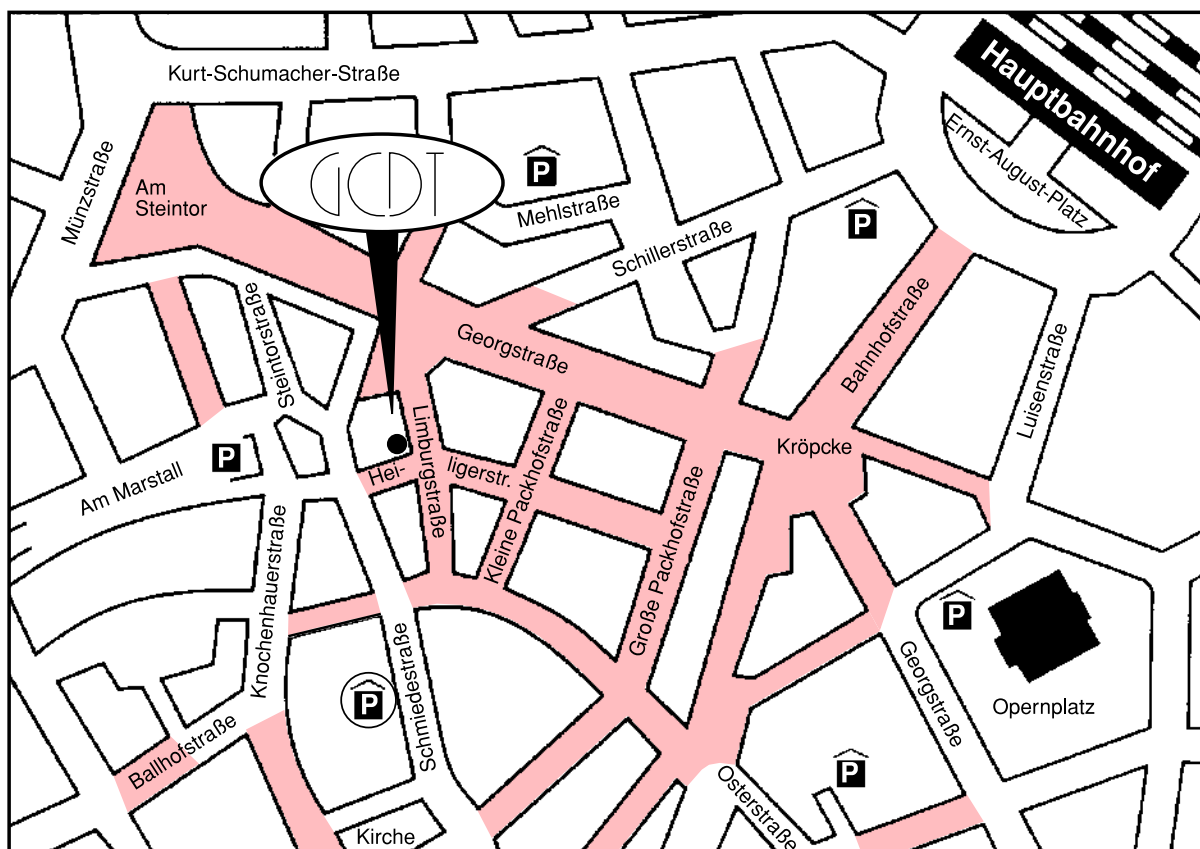 Kurt-Schumacher-Straße
Hauptbahnhof
Ernst-August-Platz
Münzstraße
Am
Steintor
GCDT
P
Mehlstraße
P
Schillerstraße
Bahnhofstraße
Luisenstraße
Steintorstraße
Georgstraße
Kröpcke
Limburgstraße
Hei-
ligerstr.
Kleine Packhofstraße
Große Packhofstraße
P
Am Marstall
Knochenhauerstraße
P
Opernplatz
Georgstraße
Schmiedestraße
P
Ballhofstraße
P
Osterstraße
Kirche